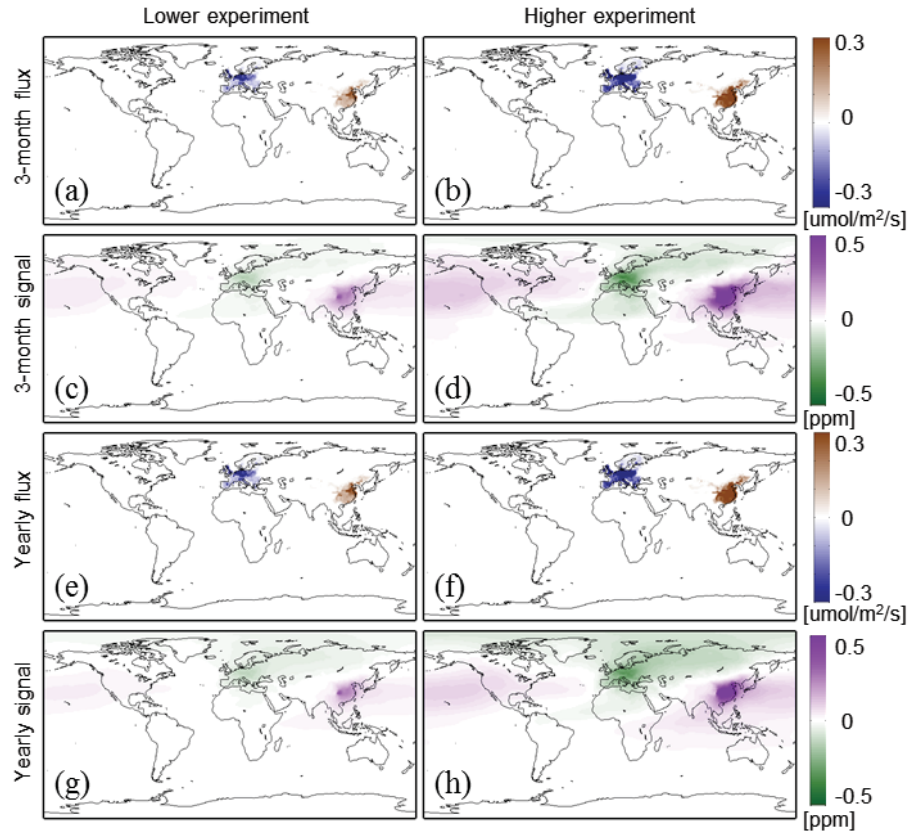 Lower experiment
Higher experiment
3-month flux
(a)
(b)
0.3
0
-0.3
[umol/m²/s]
3-month signal
(c)
(d)
0.5
0
-0.5
[ppm]
Yearly flux
(e)
(f)
0.3
0
-0.3
[umol/m²/s]
Yearly signal
(g)
(h)
0.5
0
-0.5
[ppm]